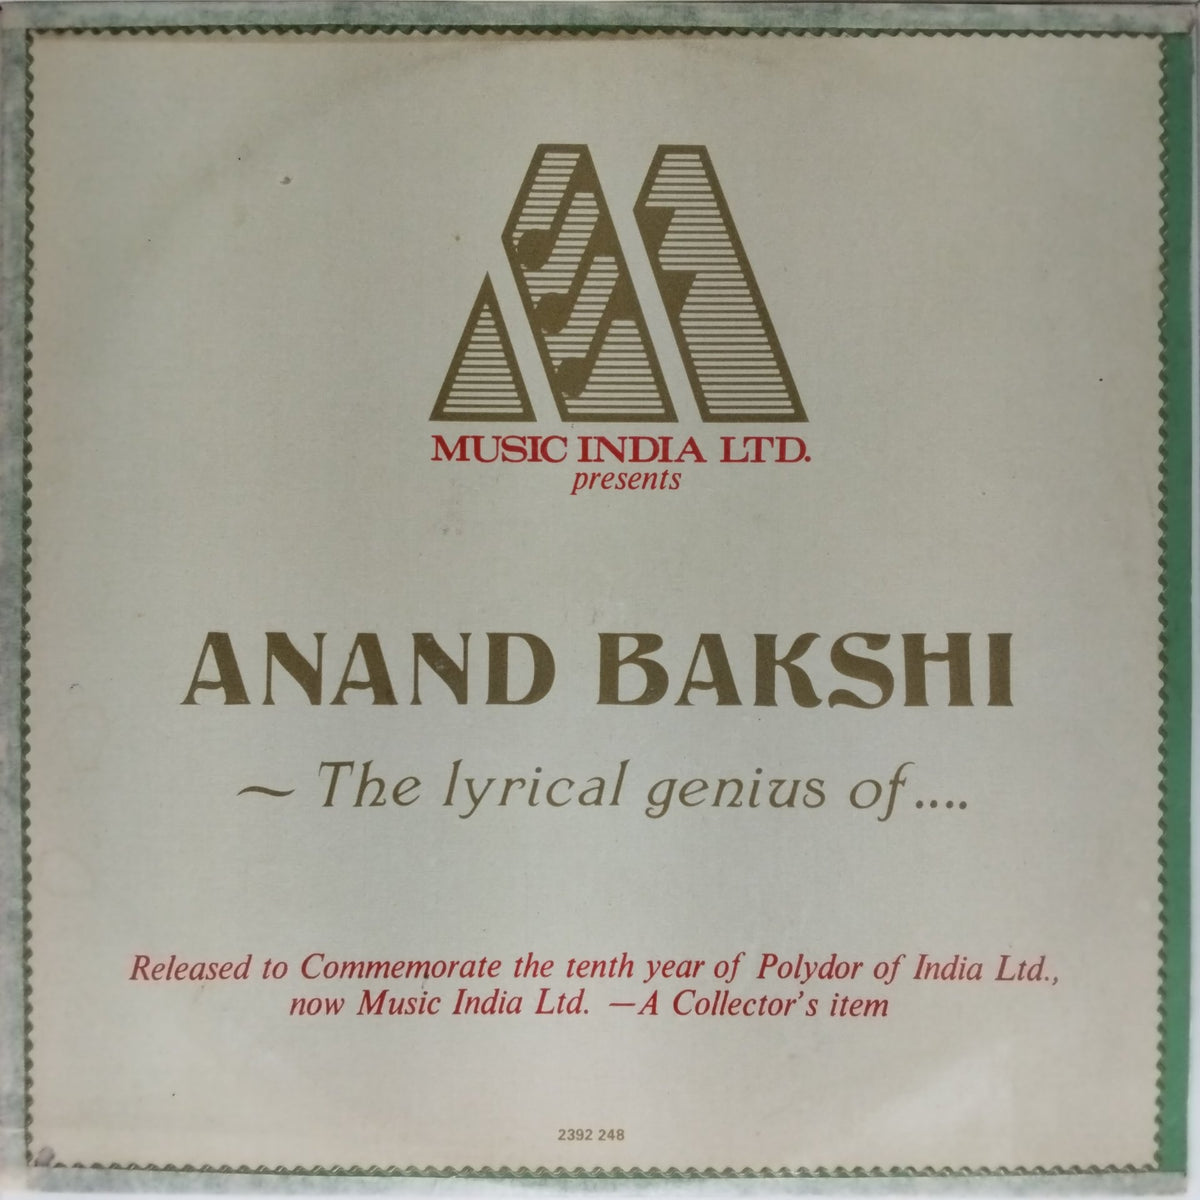 MUSIC INDIA LTD.
presents
ANAND BAKSHI
~ The lyrical genius of....
Released to Commemorate the tenth year of Polydor of India Ltd.,
now Music India Ltd. —A Collector's item
2392 248